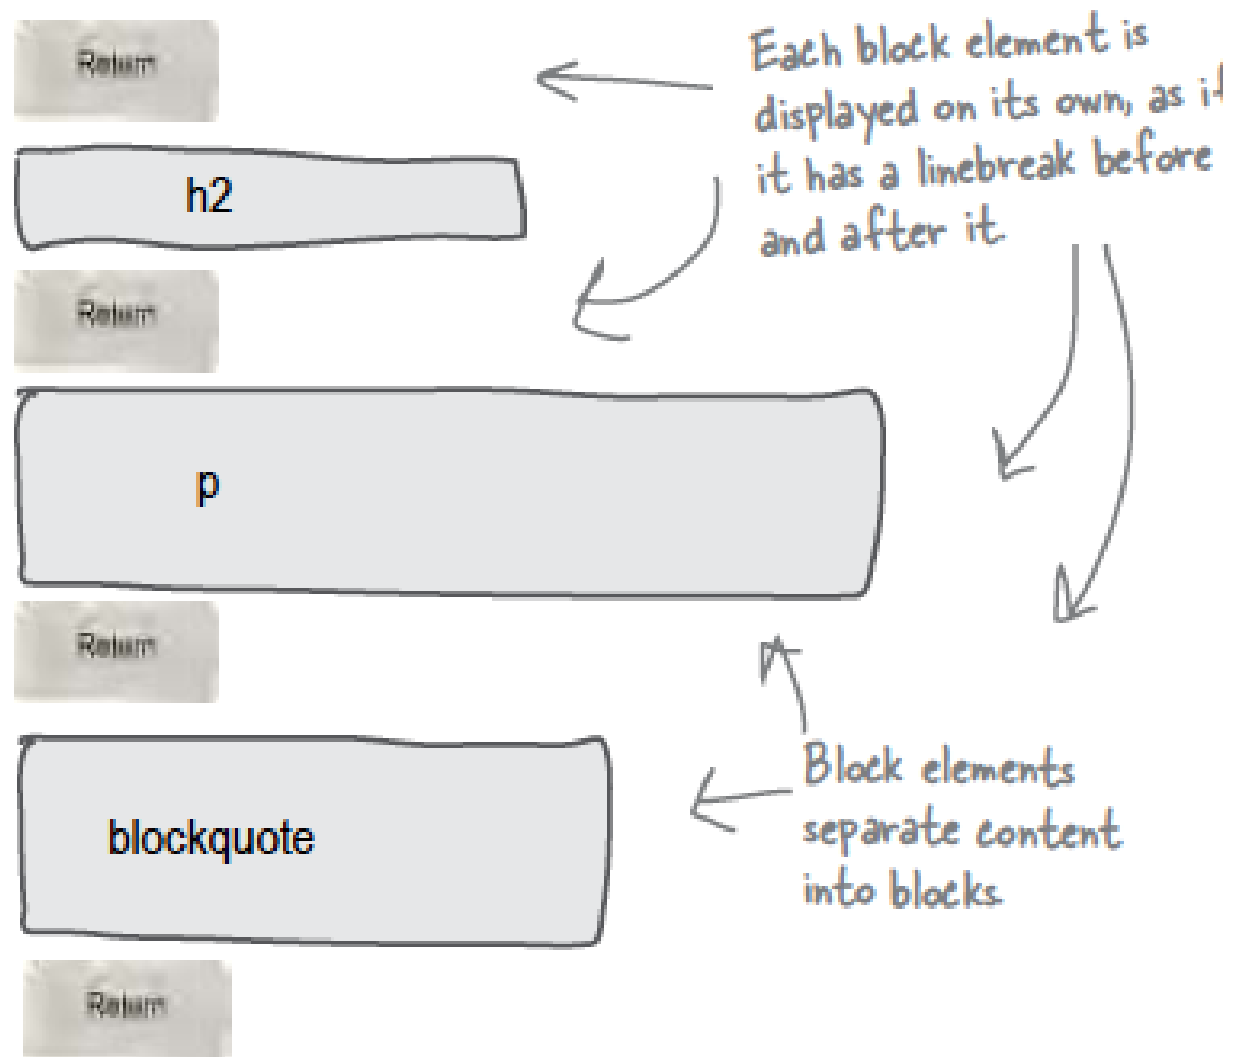 Return
Each block element is
displayed on its own, as if
it has a linebreak before
and after it.
h2
Return
p
Return
Block elements
separate content
into blocks.
blockquote
Return